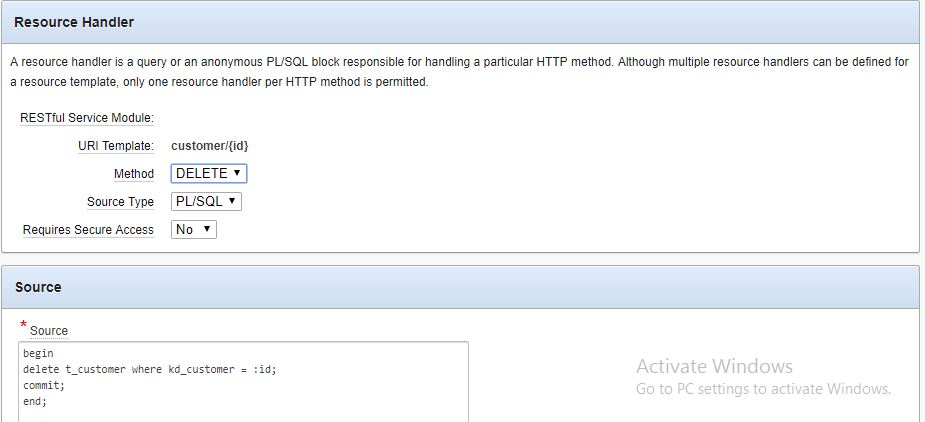 Resource Handler
A resource handler is a query or an anonymous PL/SQL block responsible for handling a particular HTTP method. Although multiple resource handlers can be defined for
a resource template, only one resource handler per HTTP method is permitted.
RESTful Service Module:
URI Template: customer/{id}
Method DELETE ▼
Source Type PL/SQL ▼
Requires Secure Access No ▼
Source
* Source
begin
delete t_customer where kd_customer = :id;
commit;
end;
Activate Windows
Go to PC settings to activate Windows.